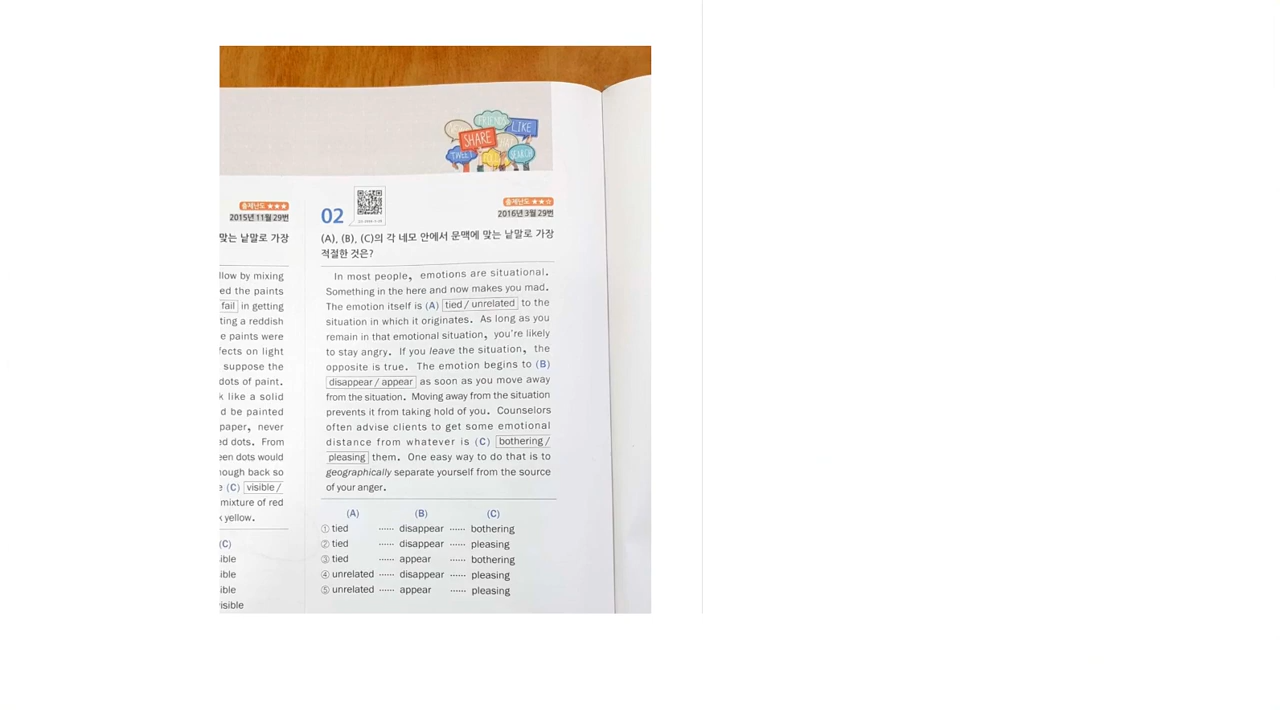 FRIENDS
LIKE
SHARE
TWEET
SEARCH
출제난도 ★★★
2015년 11월 29번
맞는 낱말로 가장
llow by mixing
ed the paints
fail in getting
ting a reddish
e paints were
fects on light
suppose the
dots of paint.
k like a solid
d be painted
paper, never
ed dots. From
een dots would
nough back so
e (C) visible /
mixture of red
k yellow.
(C)
ible
ible
ible
visible
02
출제난도 ★★☆
2016년 3월 29번
(A), (B), (C)의 각 네모 안에서 문맥에 맞는 낱말로 가장
적절한 것은?
In most people, emotions are situational.
Something in the here and now makes you mad.
The emotion itself is (A) tied / unrelated to the
situation in which it originates. As long as you
remain in that emotional situation, you're likely
to stay angry. If you leave the situation, the
opposite is true. The emotion begins to (B)
disappear / appear as soon as you move away
from the situation. Moving away from the situation
prevents it from taking hold of you. Counselors
often advise clients to get some emotional
distance from whatever is (C) bothering /
pleasing them. One easy way to do that is to
geographically separate yourself from the source
of your anger.
(A) (B) (C)
① tied ······ disappear ······ bothering
② tied ······ disappear ······ pleasing
③ tied ······ appear ······ bothering
④ unrelated ······ disappear ······ pleasing
⑤ unrelated ······ appear ······ pleasing